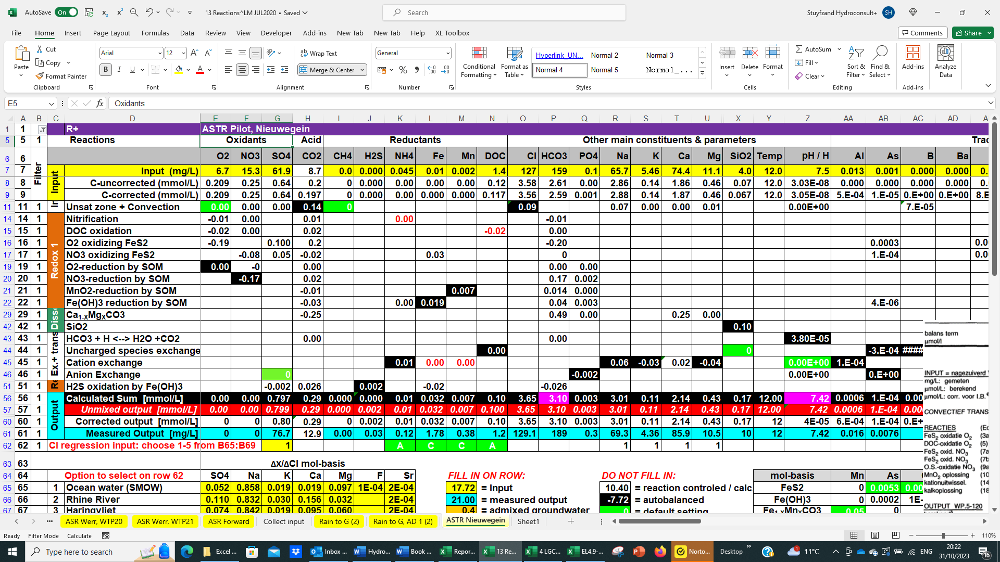 AutoSave On 13 Reactions^LM JUL2020 • Saved Search Stuyfzand Hydroconsult+ SH
File Home Insert Page Layout Formulas Data Review View Developer Add-ins New Tab New Tab Help XL Toolbox Comments Share
Paste Cut Copy Format Painter Clipboard
Arial 12 B I U A Font
Wrap Text Merge & Center Alignment
General % Number
Conditional Formatting Format as Table Hyperlink_UN... Normal 2 Normal 3 Normal 4 Normal 5 Normal_... Styles
Insert Delete Format Cells
AutoSum Fill Clear Sort & Filter Find & Select Editing
Add-ins Add-ins Analyze Data
E5 fx Oxidants
A B C D E F G H I J K L M N O P Q R S T U X Y Z AA AB AC AD A
1 1 R+ ASTR Pilot, Nieuwegein
5 5 1 Reactions Oxidants Acid Reductants Other main constituents & parameters Trac
6 6 Filter O2 NO3 SO4 CO2 CH4 H2S NH4 Fe Mn DOC Cl HCO3 PO4 Na K Ca Mg SiO2 Temp pH / H Al As B Ba
7 7 Input Input (mg/L) 6.7 15.3 61.9 8.7 0.0 0.000 0.045 0.01 0.002 1.4 127 159 0.1 65.7 5.46 74.4 11.1 4.0 12.0 7.5 0.013 0.001 0.000 0.000 0.
8 8 C-uncorrected (mmol/L) 0.209 0.25 0.64 0.2 0 0.000 0.00 0.00 0.00 0.12 3.58 2.61 0.00 2.86 0.14 1.86 0.46 0.07 12.0 3.03E-08 0.000 0.000 0.000 0.000 0.
9 9 C-corrected (mmol/L) 0.209 0.25 0.64 0.197 0 0.000 0.00 0.000 0.000 0.117 3.56 2.59 0.001 2.88 0.14 1.87 0.46 0.067 12.0 3.05E-08 5.E-04 1.E-05 0.E+00 0.E+00 8.E
11 11 1 Unsat zone + Convection 0.00 0.00 0.00 0.14 0 0.09 0.07 0.00 0.00 0.01 0.00E+00 7.E-05
14 14 1 Nitrification -0.01 0.00 0.01 0.00 -0.01
15 15 1 DOC oxidation -0.02 0.00 0.02 -0.02 0.00
16 16 1 Redox 1 O2 oxidizing FeS2 -0.19 0.100 0.2 -0.20 0.0003 0.0
17 17 1 NO3 oxidizing FeS2 -0.08 0.05 -0.02 0.03 0 1.E-04 0.0
19 19 1 O2-reduction by SOM 0.00 -0 0.00 0.00 0.00
20 20 1 NO3-reduction by SOM -0.17 0.02 0.17 0.002
21 21 1 MnO2-reduction by SOM -0.01 0.007 0.014 0.000
22 22 1 Fe(OH)3 reduction by SOM -0.03 0.00 0.019 0.04 0.003 4.E-06
29 29 1 Disso Ca1-XMgXCO3 -0.25 0.49 0.00 0.25 0.00
42 42 1 SiO2 0.10
43 43 1 Ex.+ trans HCO3 + H <--> H2O +CO2 0.00 0.00 3.80E-05
44 44 1 Uncharged species exchange 0.00 0 -3.E-04 ####
45 45 1 Cation exchange 0.01 0.00 0.00 0.06 -0.03 0.02 -0.04 0.00E+00 1.E-04
46 46 1 Anion Exchange 0 -0.002 0.00E+00 0.E+00
51 51 1 Re H2S oxidation by Fe(OH)3 -0.002 0.026 0.002 -0.02 -0.026
56 56 1 Output Calculated Sum [mmol/L] 0.00 0.00 0.797 0.29 0.000 0.000 0.01 0.032 0.007 0.10 3.65 3.10 0.003 3.01 0.11 2.14 0.43 0.17 12.00 7.42 0.0006 1.E-04 0.00
57 57 1 Unmixed output [mmol/L] 0.00 0.00 0.799 0.29 0.000 0.002 0.01 0.032 0.007 0.100 3.65 3.10 0.003 3.01 0.11 2.14 0.43 0.17 12.00 7.42 0.0006 1.E-04 0.00
60 60 1 Corrected output [mmol/L] 0 0 0.80 0.29 0 0.002 0.01 0.032 0.007 0.10 3.65 3.10 0.003 3.01 0.11 2.14 0.43 0.17 12 4E-05 6.E-04 1.E-04 0.E+
61 61 1 Measured Output [mg/L] 0 0 76.7 12.9 0.00 0.03 0.12 1.78 0.38 1.2 129.1 189 0.3 69.3 4.36 85.9 10.5 10 12 7.42 0.016 0.0076
62 62 1 Cl regression input: choose 1-5 from B65:B69 1 A C C A 1 1 1 1
63 63 Δx/ΔCl mol-basis
64 64 Option to select on row 62 SO4 Na K Ca Mg F Sr FILL IN ON ROW: DO NOT FILL IN: mol-basis Mn As
65 65 1 Ocean water (SMOW) 0.052 0.858 0.019 0.019 0.097 1E-04 2E-04 17.72 = Input 10.40 = reaction controled / calc. FeS2 0 0.0053 0.00
66 66 2 Rhine River 0.110 0.832 0.030 0.156 0.032 2E-04 21.00 = measured output -7.72 = autobalanced Fe(OH)3 0 0.0002 1E-
67 67 3 Haringvliet 0.074 0.842 0.019 0.095 0.060 2E-04 0.4 = admixed groundwater 0 = default setting Fe1-XMnXCO3 0.05 0
balans term
µmol/l
INPUT = nagezuiverd
mg/L: gemeten
µmol/L: berekend
µmol/L: corr. voor I.B.
CONVECTIEF TRANS
REACTIES (Eq
FeS2 oxidatie O2 (3a
DOC-oxidatie O2 (5)
FeS2 oxid. NO3 (7a
FeS2 oxid. NO3 (7b
O.S.-oxidatie NO3 (9a
MnO2 oplossing (10
kationuitwissel. (14
kalkoplossing (18
OUTPUT WP.5-120
ASR Werr, WTP20 ASR Werr, WTP21 ASR Forward Collect input Rain to G (2) Rain to G, AD 1 (2) ASTR Nieuwegein Sheet1
Ready Filter Mode Calculate 110%
Type here to search Excel ... Inbox ... Hydro... Book ... Repor... 13 Re... 4 LGC... EL4.9-... Norto... Desktop 11°C ENG 20:22 31/10/2023 16